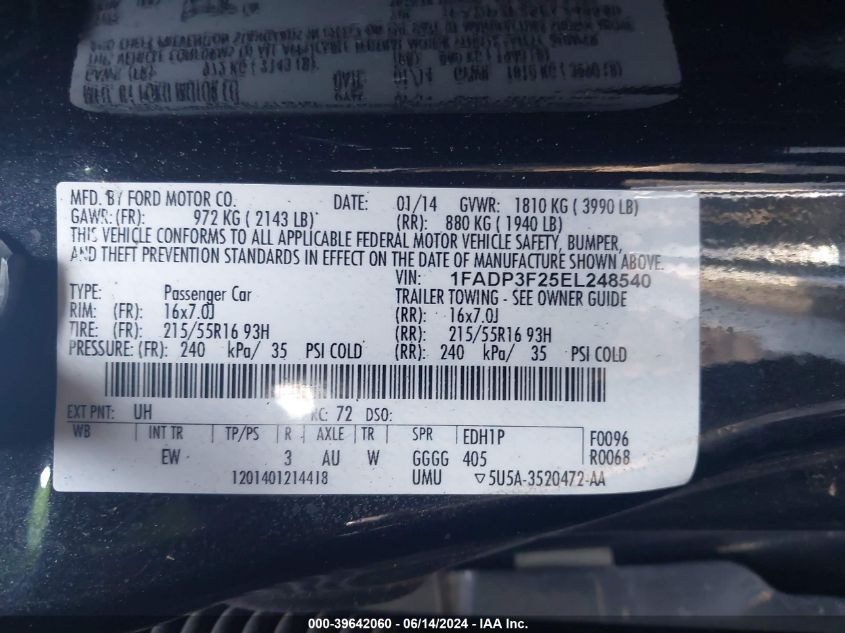 MFD. BY FORD MOTOR CO. DATE: 01/14 GVWR: 1810 KG ( 3990 LB)
GAWR: (FR): 972 KG ( 2143 LB) (RR): 880 KG ( 1940 LB)
THIS VEHICLE CONFORMS TO ALL APPLICABLE FEDERAL MOTOR VEHICLE SAFETY, BUMPER,
AND THEFT PREVENTION STANDARDS IN EFFECT ON THE DATE OF MANUFACTURE SHOWN ABOVE.
VIN: 1FADP3F25EL248540
TYPE: Passenger Car TRAILER TOWING - SEE OWNER GUIDE
RIM: (FR): 16x7.0J (RR): 16x7.0J
TIRE: (FR): 215/55R16 93H (RR): 215/55R16 93H
PRESSURE: (FR): 240 kPa/ 35 PSI COLD (RR): 240 kPa/ 35 PSI COLD
EXT PNT: UH RC: 72 DSO:
WB INT TR TP/PS R AXLE TR SPR EDH1P F0096
EW 3 AU W GGGG 405 R0068
1201401214418 UMU ▽5U5A-3520472-AA
000-39642060 - 06/14/2024 - IAA Inc.